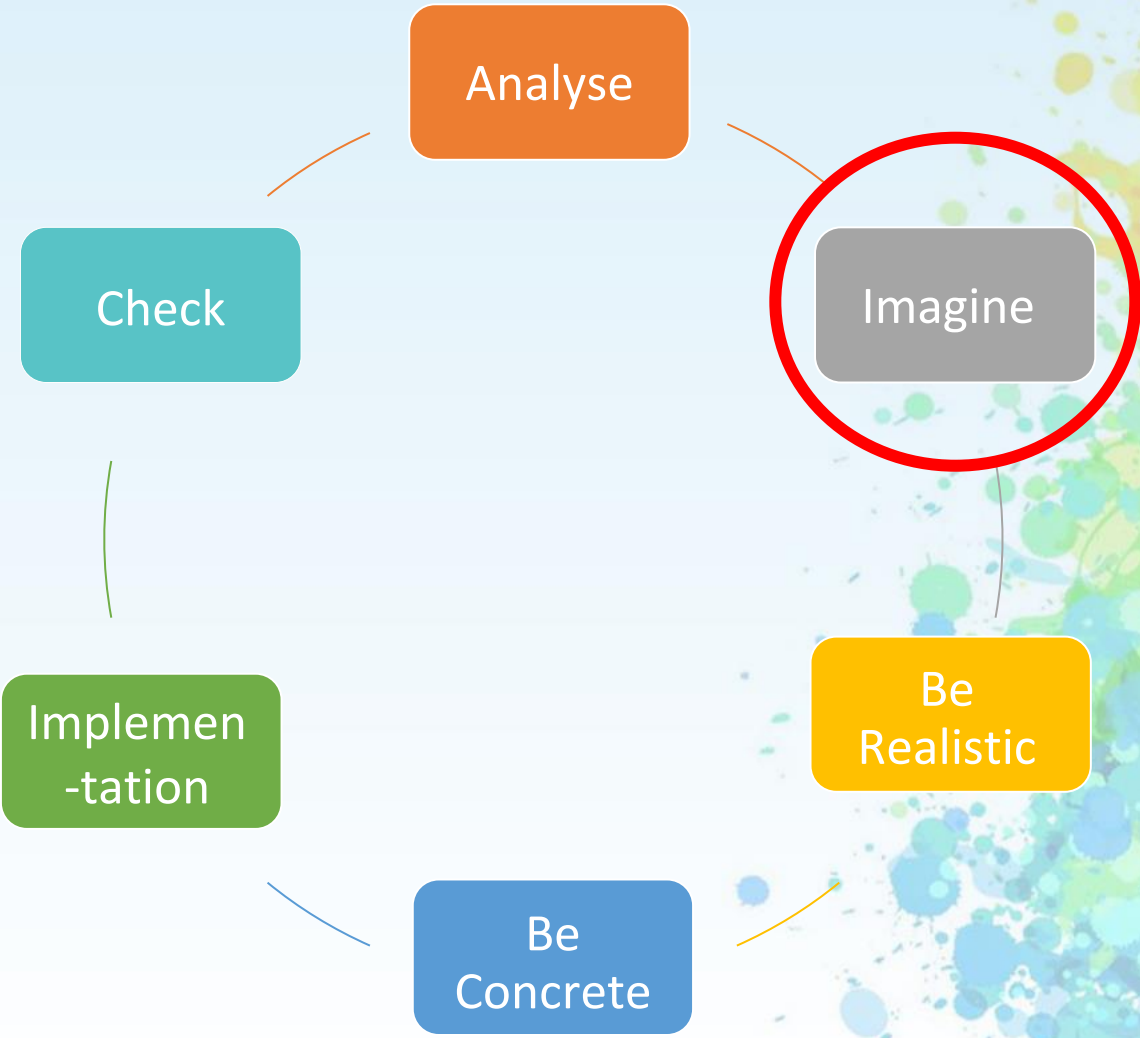 Analyse
Imagine
Be
Realistic
Be
Concrete
Implemen
-tation
Check